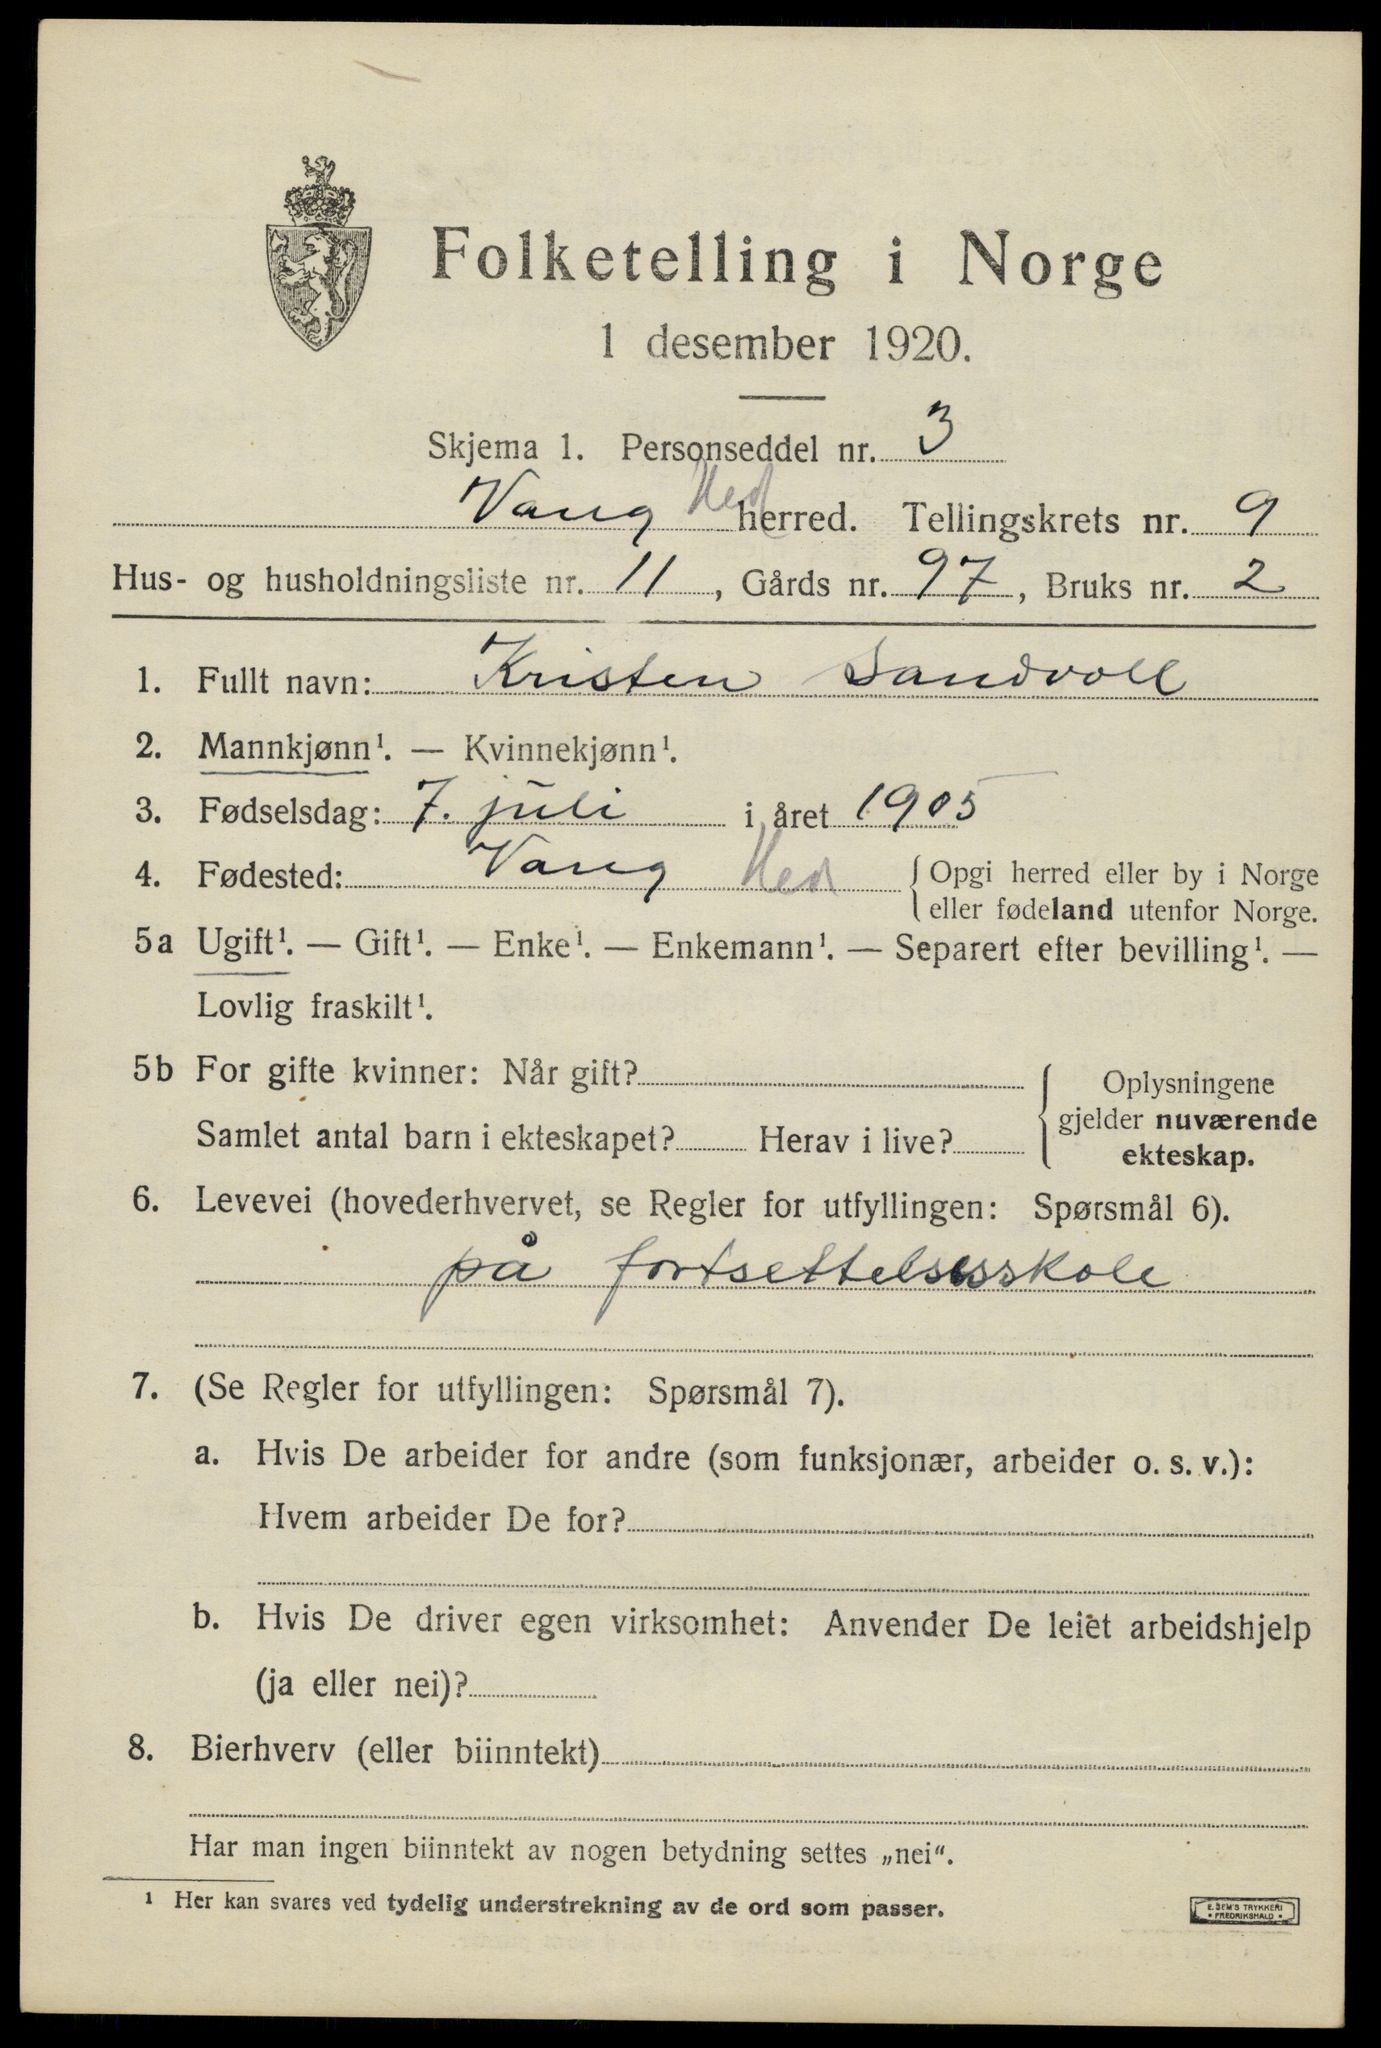 Folketelling i Norge
1 desember 1920.
Skjema 1. Personseddel nr. 3
Vang Hed herred. Tellingskrets nr. 9
Hus- og husholdningsliste nr. 11, Gårds nr. 97, Bruks nr. 2
1. Fullt navn: Kristen Sandvoll
2. Mannkjønn¹. — Kvinnekjønn¹.
3. Fødselsdag: 7. juli i året 1905
4. Fødested: Vang Hed { Opgi herred eller by i Norge
eller fødeland utenfor Norge.
5a Ugift¹. — Gift¹. — Enke¹. — Enkemann¹. — Separert efter bevilling¹. —
Lovlig fraskilt¹.
5b For gifte kvinner: Når gift? { Oplysningene
gjelder nuværende
Samlet antal barn i ekteskapet? Herav i live?
ekteskap.
6. Levevei (hovederhvervet, se Regler for utfyllingen: Spørsmål 6).
på fortsettelsesskole
7. (Se Regler for utfyllingen: Spørsmål 7).
a. Hvis De arbeider for andre (som funksjonær, arbeider o. s. v.):
Hvem arbeider De for?
b. Hvis De driver egen virksomhet: Anvender De leiet arbeidshjelp
(ja eller nei)?
8. Bierhverv (eller biinntekt)
Har man ingen biinntekt av nogen betydning settes „nei“.
¹ Her kan svares ved tydelig understrekning av de ord som passer.
E. SEM'S TRYKKERI
• FREDRIKSHALD •